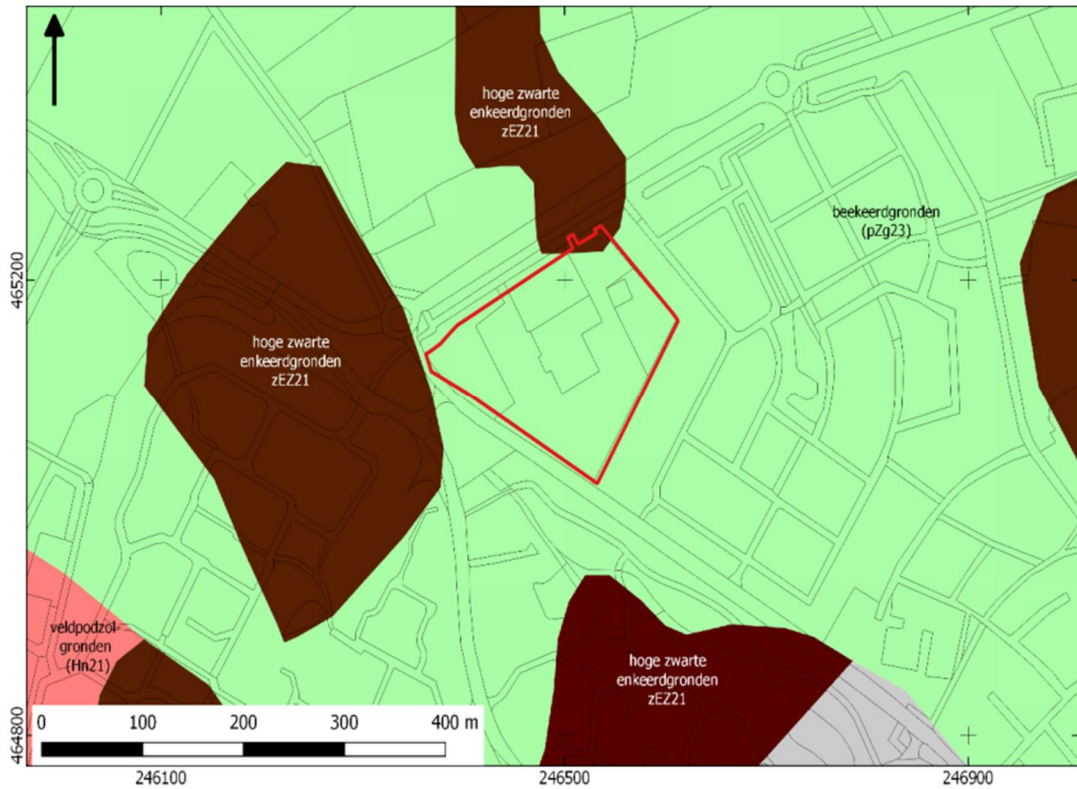 hoge zwarte
enkeerdgronden
zEZ21
beekeerdgronden
(pZg23)
465200
hoge zwarte
enkeerdgronden
zEZ21
veldpodzol-
gronden
(Hn21)
hoge zwarte
enkeerdgronden
zEZ21
0 100 200 300 400 m
464800
246100 246500 246900